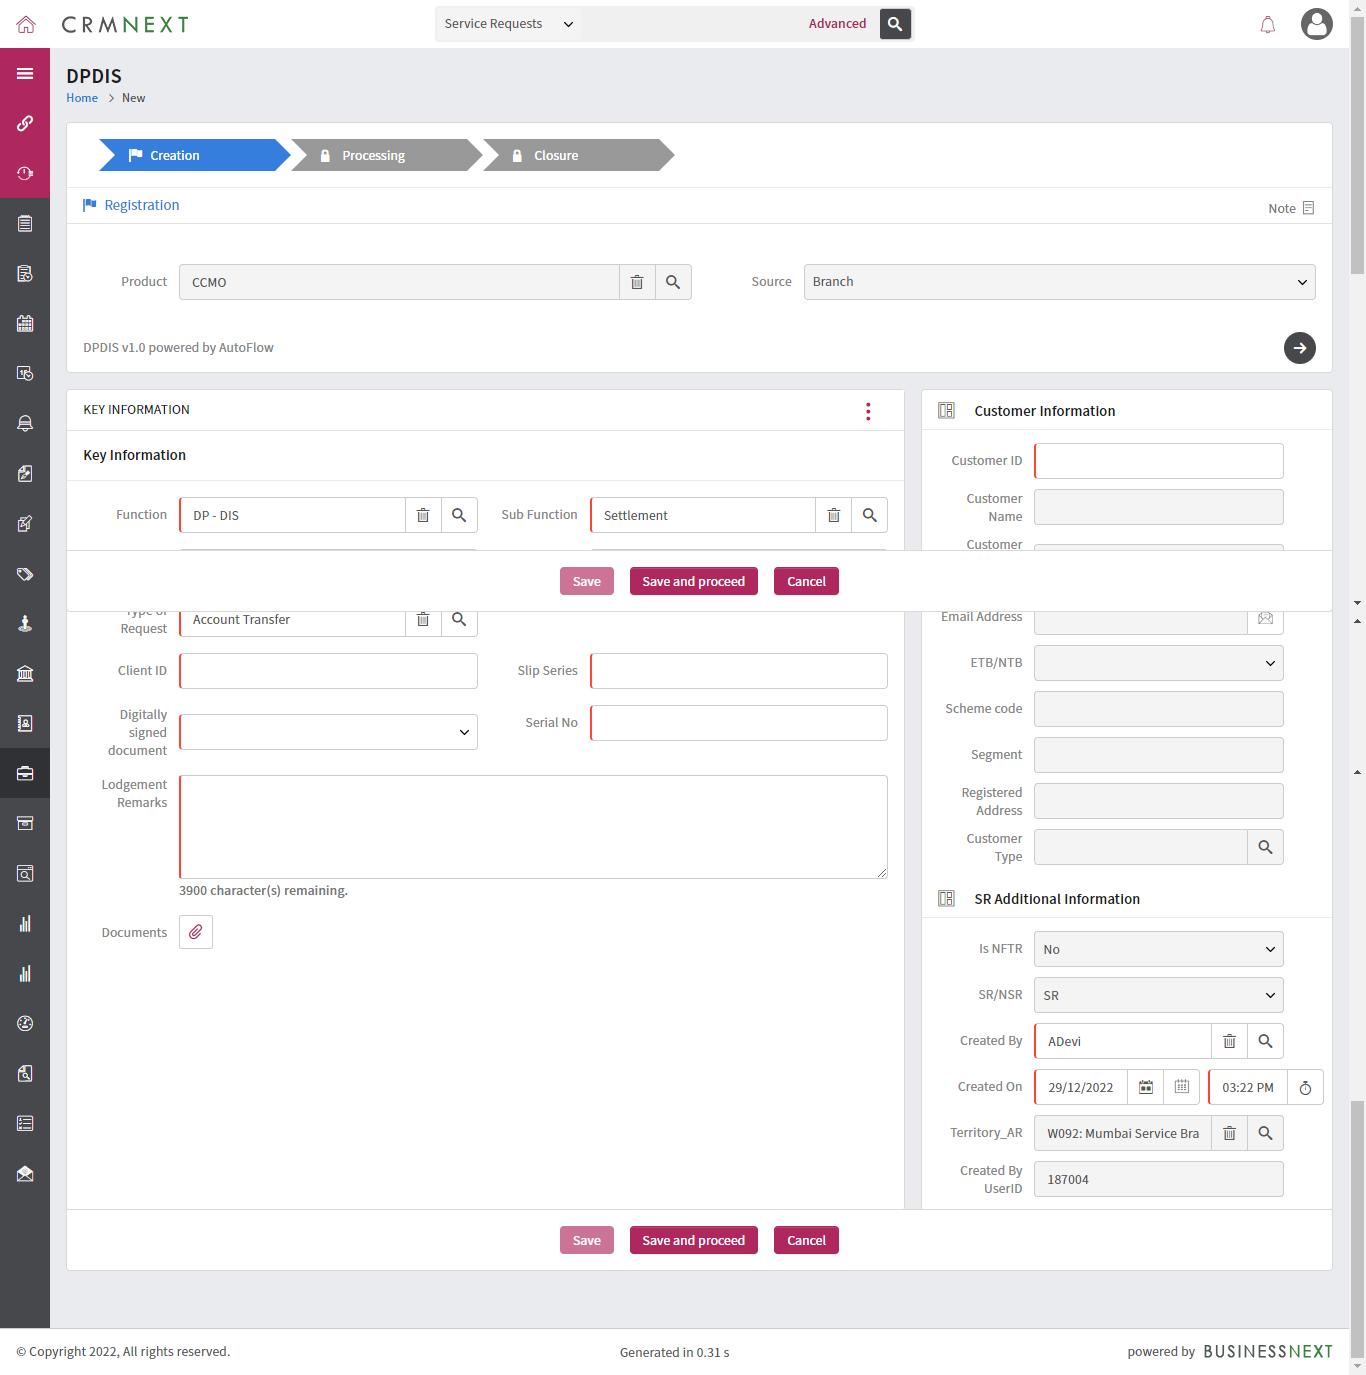 CRMNEXT
Service Requests
Advanced
DPDIS
Home > New
Creation
Processing
Closure
Registration
Note
Product
CCMO
Source
Branch
DPDIS v1.0 powered by AutoFlow
KEY INFORMATION
Key Information
Function
DP - DIS
Sub Function
Settlement
Customer Information
Customer ID
Customer
Name
Customer
Save
Save and proceed
Cancel
Type of
Request
Account Transfer
Client ID
Slip Series
Digitally
signed
document
Serial No
Lodgement
Remarks
3900 character(s) remaining.
Documents
Email Address
ETB/NTB
Scheme code
Segment
Registered
Address
Customer
Type
SR Additional Information
Is NFTR
No
SR/NSR
SR
Created By
ADevi
Created On
29/12/2022
03:22 PM
Territory_AR
W092: Mumbai Service Bra
Created By
UserID
187004
Save
Save and proceed
Cancel
© Copyright 2022, All rights reserved.
Generated in 0.31 s
powered by BUSINESSNEXT